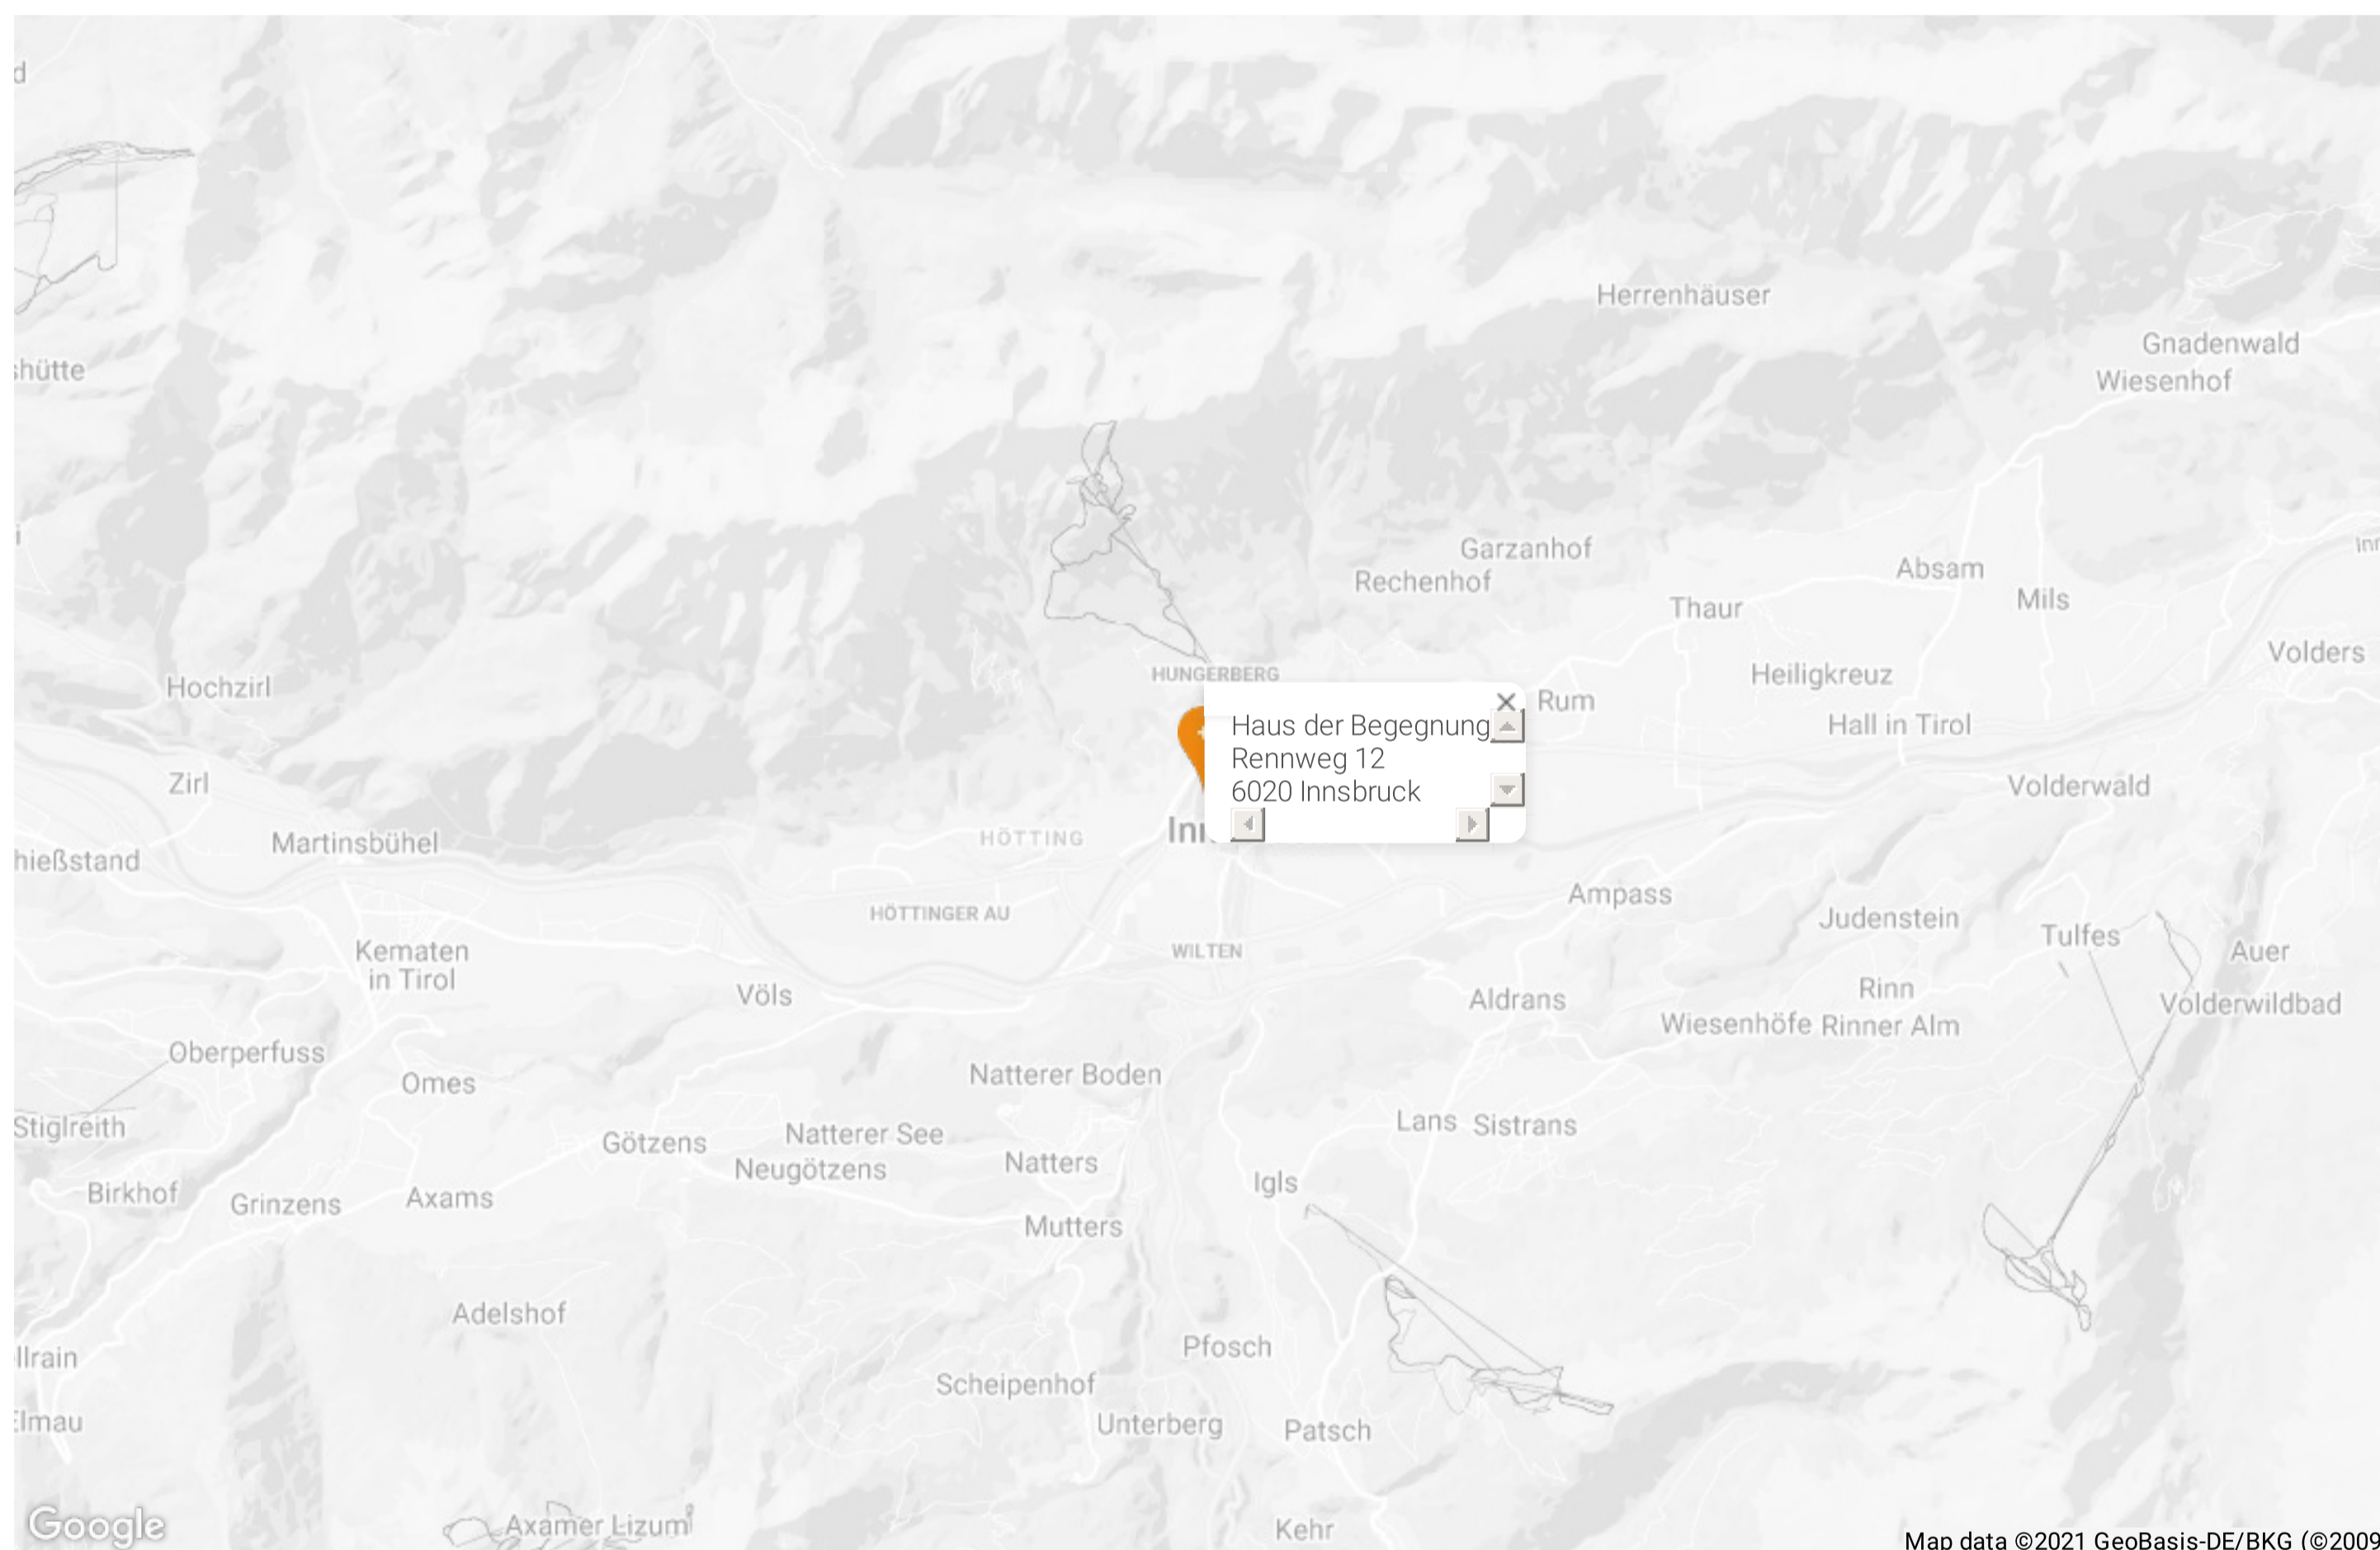 d
Herrenhäuser
Gnadenwald
Wiesenhof
shütte
Garzanhof
Rechenhof
Absam
Mils
Thaur
Volders
HUNGERBERG
Heiligkreuz
Hochzirl
Rum
Hall in Tirol
Haus der Begegnung
Rennweg 12
6020 Innsbruck
Zirl
Volderwald
Inn
HÖTTING
Martinsbühel
hießstand
Ampass
HÖTTINGER AU
Judenstein
Tulfes
Auer
WILTEN
Kematen
in Tirol
Völs
Rinn
Aldrans
Volderwildbad
Wiesenhöfe
Rinner Alm
Oberperfuss
Omes
Natterer Boden
Stiglreith
Lans
Sistrans
Götzens
Natterer See
Neugötzens
Natters
Igls
Birkhof
Grinzens
Axams
Mutters
Adelshof
Pfosch
llrain
Scheipenhof
Elmau
Unterberg
Patsch
Google
Axamer Lizum
Kehr
Map data ©2021 GeoBasis-DE/BKG (©2009